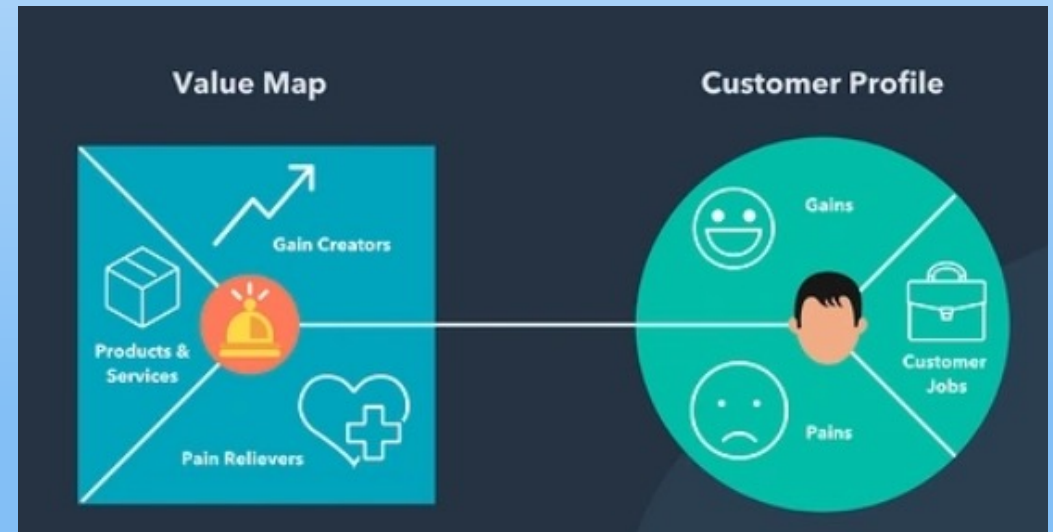 Value Map
Customer Profile
Gain Creators
Products &
Services
Pain Relievers
Gains
Customer
Jobs
Pains